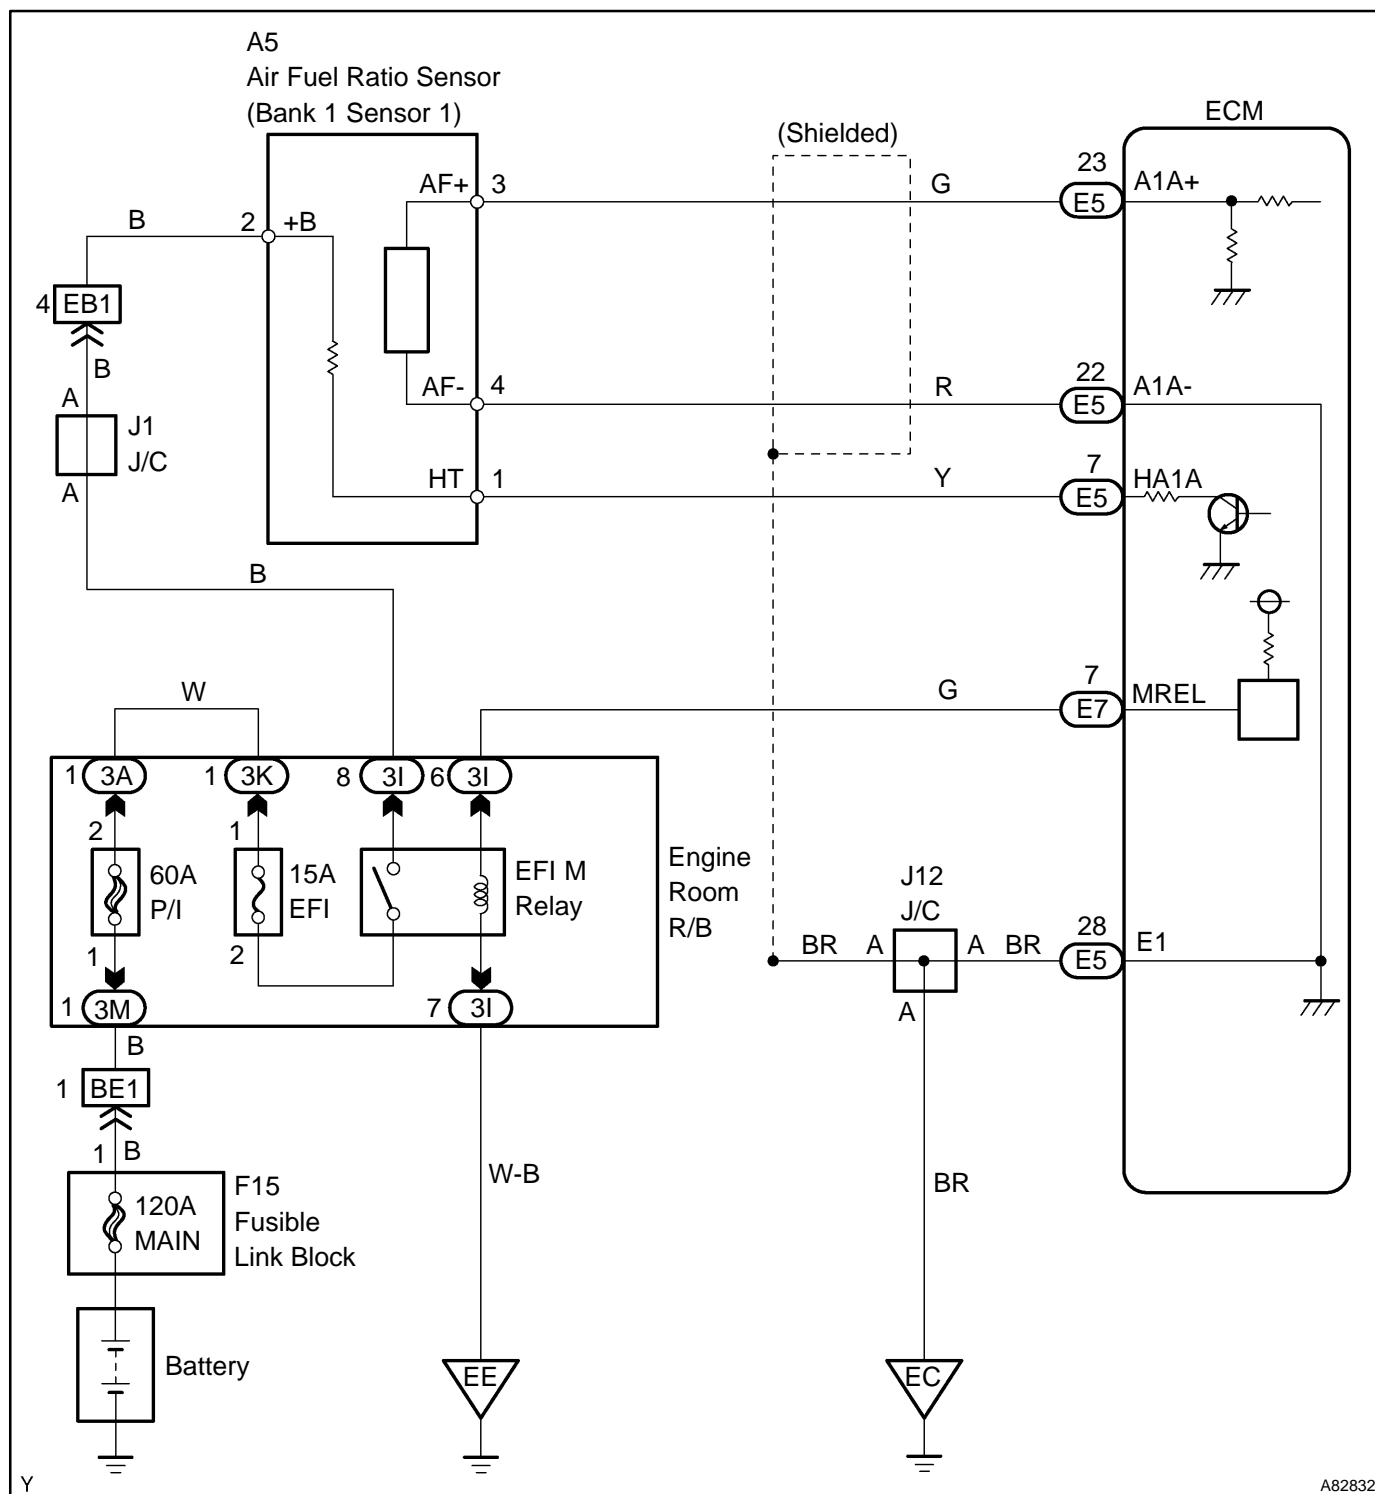 A5
Air Fuel Ratio Sensor
(Bank 1 Sensor 1)
(Shielded)
ECM
AF+ 3
G
23
E5
A1A+
B
2 +B
4 EB1
B
A
J1
J/C
A
AF- 4
R
22
E5
A1A-
HT 1
Y
7
E5
HA1A
B
W
G
7
E7
MREL
1 3A
1 3K
8 3I
6 3I
2
1
60A
P/I
15A
EFI
EFI M
Relay
Engine
Room
R/B
1
2
1 3M
7 3I
J12
J/C
BR A
A BR
28
E5
E1
A
B
1 BE1
1 B
F15
Fusible
Link Block
120A
MAIN
W-B
BR
Battery
EE
EC
Y
A82832